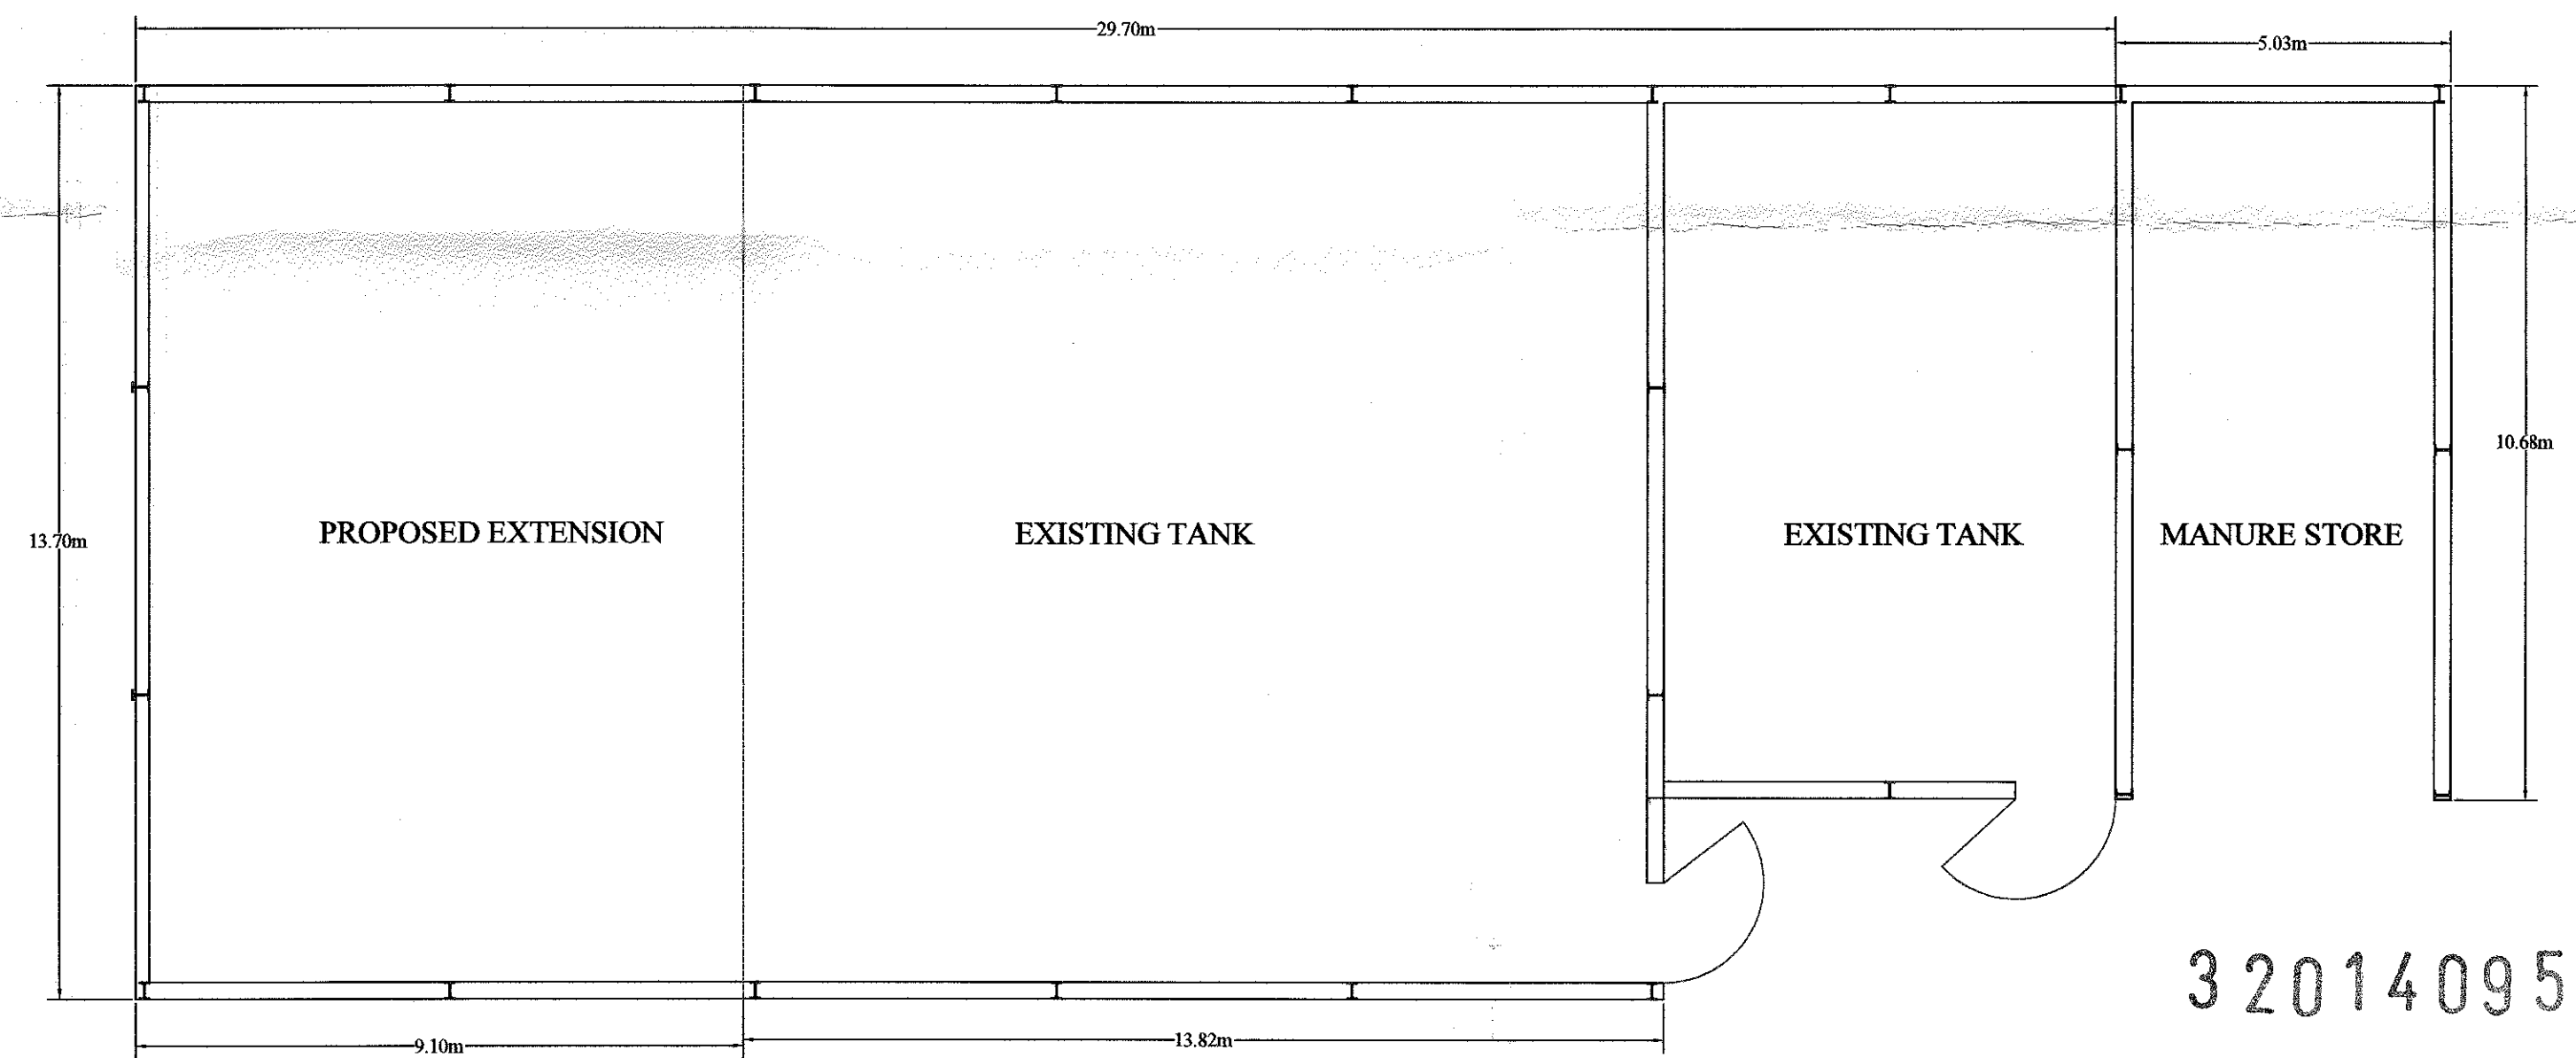 29.70m
5.03m
10.68m
13.70m
PROPOSED EXTENSION
EXISTING TANK
EXISTING TANK
MANURE STORE
32014095
9.10m
13.82m